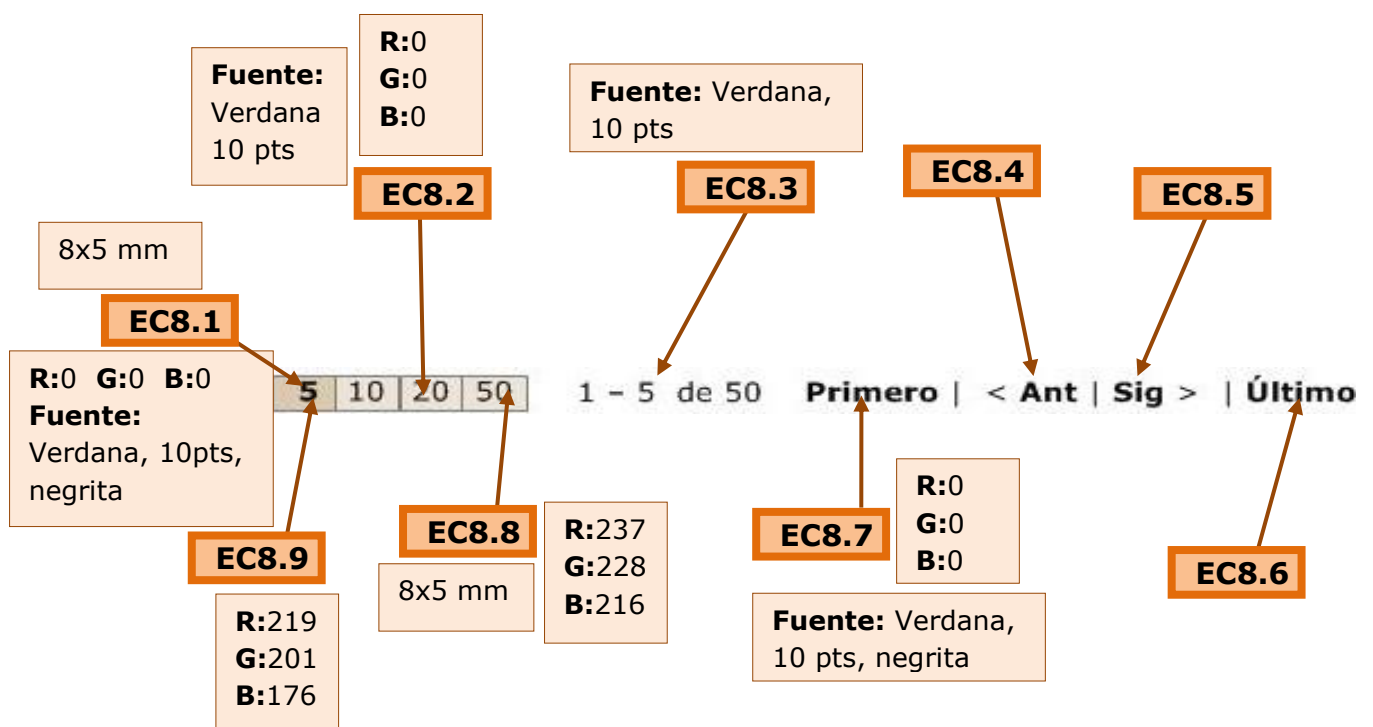 R:0
G:0
B:0
Fuente:
Verdana
10 pts
Fuente: Verdana,
10 pts
EC8.2
EC8.3
EC8.4
EC8.5
8x5 mm
EC8.1
R:0 G:0 B:0
Fuente:
Verdana, 10pts,
negrita
5 10 20 50 1 – 5 de 50 Primero | < Ant | Sig > | Último
EC8.9
R:219
G:201
B:176
EC8.8
8x5 mm
R:237
G:228
B:216
EC8.7
R:0
G:0
B:0
Fuente: Verdana,
10 pts, negrita
EC8.6